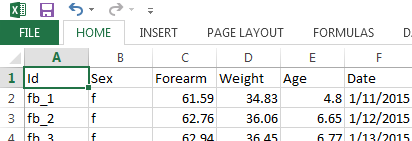 FILE HOME INSERT PAGE LAYOUT FORMULAS DA
A B C D E F
1 Id Sex Forearm Weight Age Date
2 fb_1 f 61.59 34.83 4.8 1/11/2015
3 fb_2 f 62.76 36.06 6.65 1/12/2015
4 fb_3 f 62.94 36.45 6.77 1/13/2015